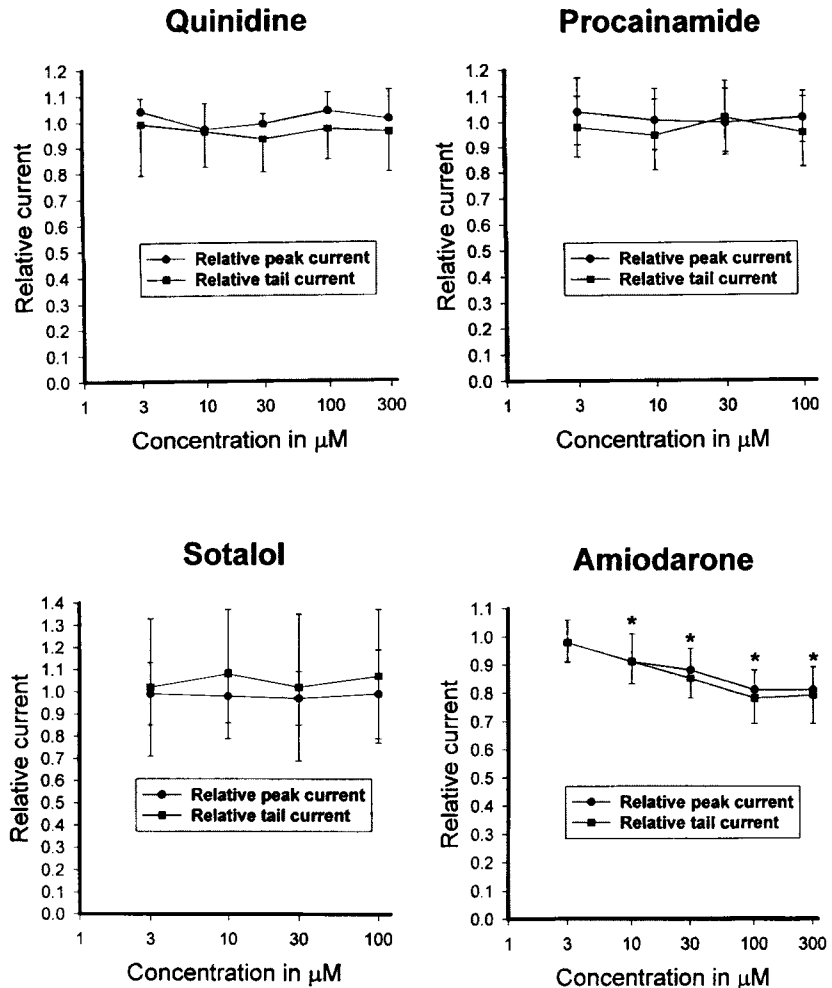 Quinidine
Relative current
1.2
1.1
1.0
0.9
0.8
0.7
0.6
0.5
0.4
0.3
0.2
0.1
0.0
Relative peak current
Relative tail current
1 3 10 30 100 300
Concentration in μM
Procainamide
Relative current
1.2
1.1
1.0
0.9
0.8
0.7
0.6
0.5
0.4
0.3
0.2
0.1
0.0
Relative peak current
Relative tail current
1 3 10 30 100
Concentration in μM
Sotalol
Relative current
1.4
1.3
1.2
1.1
1.0
0.9
0.8
0.7
0.6
0.5
0.4
0.3
0.2
0.1
0.0
Relative peak current
Relative tail current
1 3 10 30 100
Concentration in μM
Amiodarone
Relative current
1.1
1.0
0.9
0.8
0.7
0.6
0.5
0.4
0.3
0.2
0.1
0.0
* * * *
Relative peak current
Relative tail current
1 3 10 30 100 300
Concentration in μM